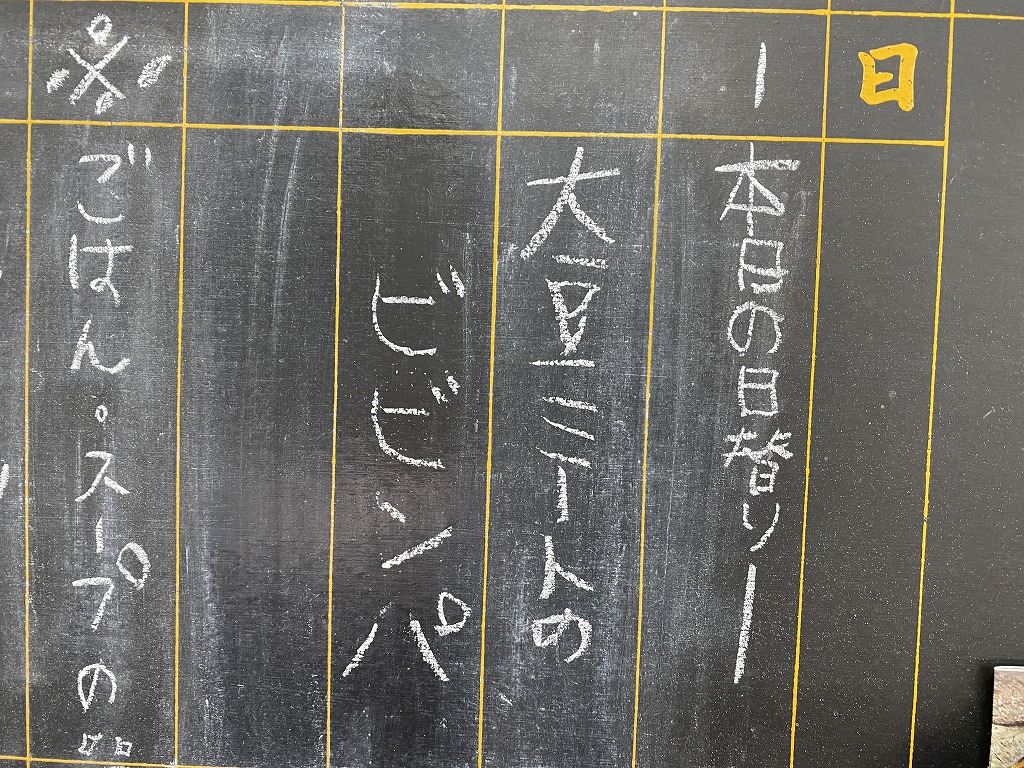 日
ー本日の日替りー
大豆ミートの
ビビンパ
※ごはん。スープの